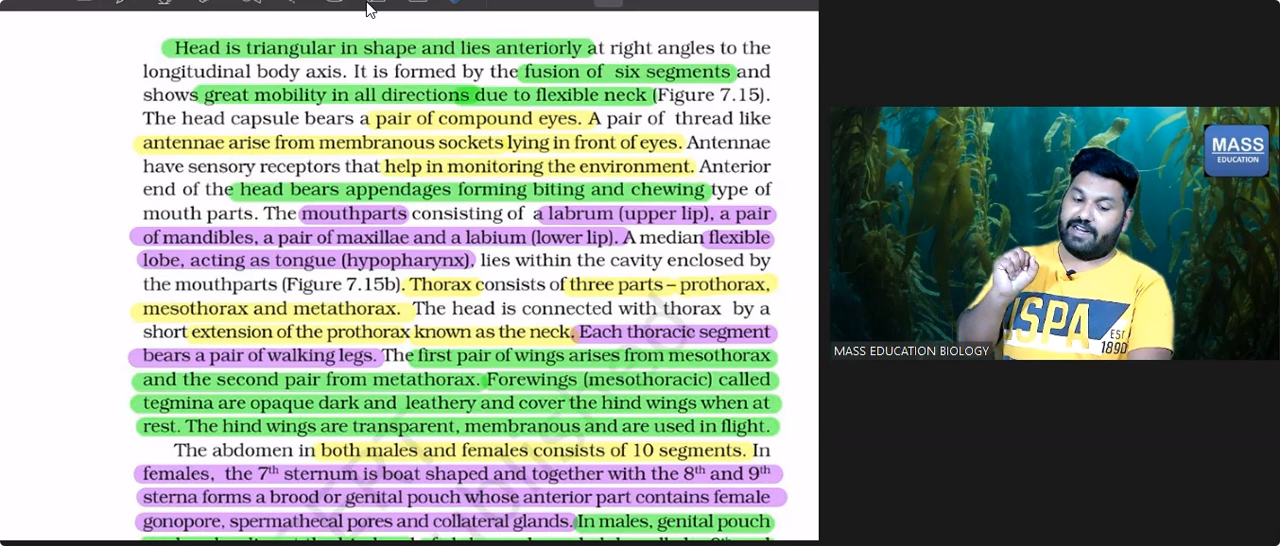 Head is triangular in shape and lies anteriorly at right angles to the
longitudinal body axis. It is formed by the fusion of six segments and
shows great mobility in all directions due to flexible neck (Figure 7.15).
The head capsule bears a pair of compound eyes. A pair of thread like
antennae arise from membranous sockets lying in front of eyes. Antennae
have sensory receptors that help in monitoring the environment. Anterior
end of the head bears appendages forming biting and chewing type of
mouth parts. The mouthparts consisting of a labrum (upper lip), a pair
of mandibles, a pair of maxillae and a labium (lower lip). A median flexible
lobe, acting as tongue (hypopharynx), lies within the cavity enclosed by
the mouthparts (Figure 7.15b). Thorax consists of three parts – prothorax,
mesothorax and metathorax. The head is connected with thorax by a
short extension of the prothorax known as the neck. Each thoracic segment
bears a pair of walking legs. The first pair of wings arises from mesothorax
and the second pair from metathorax. Forewings (mesothoracic) called
tegmina are opaque dark and leathery and cover the hind wings when at
rest. The hind wings are transparent, membranous and are used in flight.
The abdomen in both males and females consists of 10 segments. In
females, the 7th sternum is boat shaped and together with the 8th and 9th
sterna forms a brood or genital pouch whose anterior part contains female
gonopore, spermathecal pores and collateral glands. In males, genital pouch
MASS
EDUCATION
ISPA
EST
189
MASS EDUCATION BIOLOGY